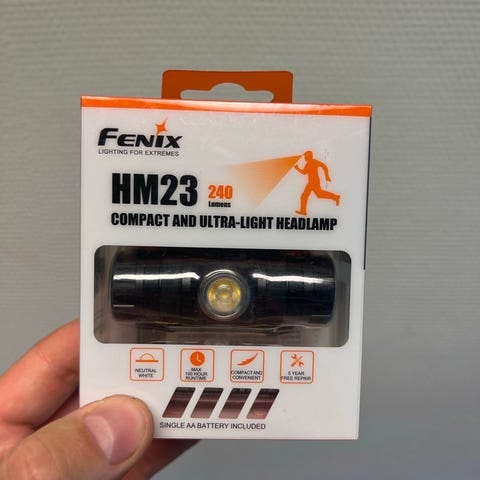 FENIX
LIGHTING FOR EXTREMES
HM23 240 Lumens
COMPACT AND ULTRA-LIGHT HEADLAMP
NEUTRAL WHITE
MAX 100 HOUR RUNTIME
COMPACT AND CONVENIENT
5 YEAR FREE REPAIR
SINGLE AA BATTERY INCLUDED